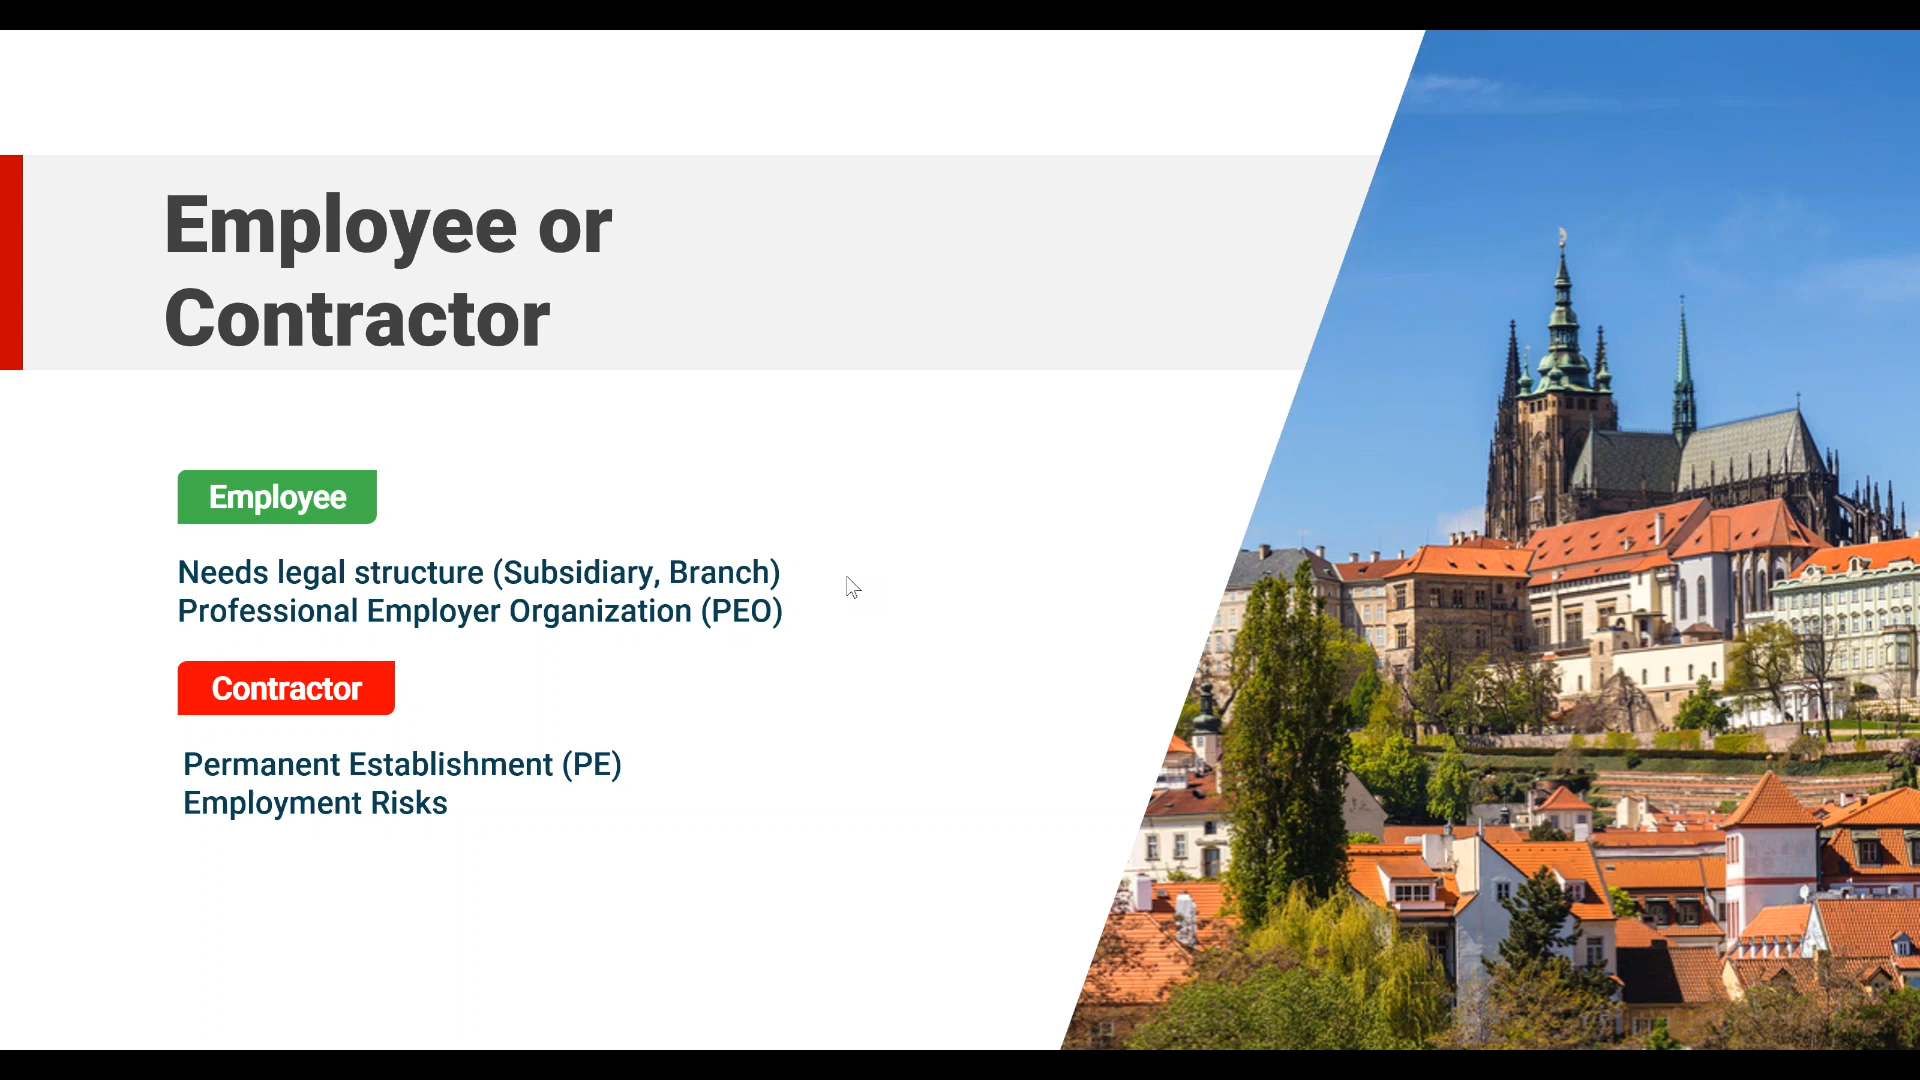 Employee or
Contractor
Employee
Needs legal structure (Subsidiary, Branch)
Professional Employer Organization (PEO)
Contractor
Permanent Establishment (PE)
Employment Risks